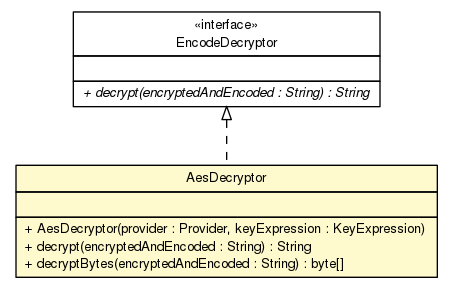 «interface»
EncodeDecryptor
+ decrypt(encryptedAndEncoded : String) : String
AesDecryptor
+ AesDecryptor(provider : Provider, keyExpression : KeyExpression)
+ decrypt(encryptedAndEncoded : String) : String
+ decryptBytes(encryptedAndEncoded : String) : byte[]